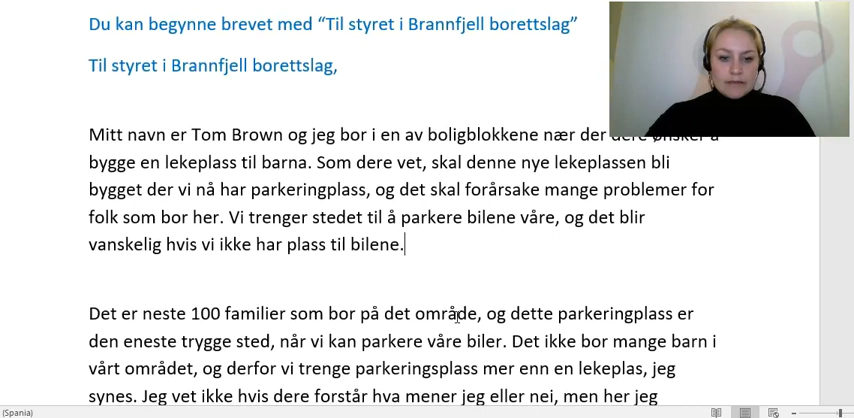 Du kan begynne brevet med “Til styret i Brannfjell borettslag”
Til styret i Brannfjell borettslag,
Mitt navn er Tom Brown og jeg bor i en av boligblokkene nær der dere ønsker å
bygge en lekeplass til barna. Som dere vet, skal denne nye lekeplassen bli
bygget der vi nå har parkeringplass, og det skal forårsake mange problemer for
folk som bor her. Vi trenger stedet til å parkere bilene våre, og det blir
vanskelig hvis vi ikke har plass til bilene.
Det er neste 100 familier som bor på det område, og dette parkeringplass er
den eneste trygge sted, når vi kan parkere våre biler. Det ikke bor mange barn i
vårt området, og derfor vi trenge parkeringsplass mer enn en lekeplas, jeg
synes. Jeg vet ikke hvis dere forstår hva mener jeg eller nei, men her jeg
(Spania)